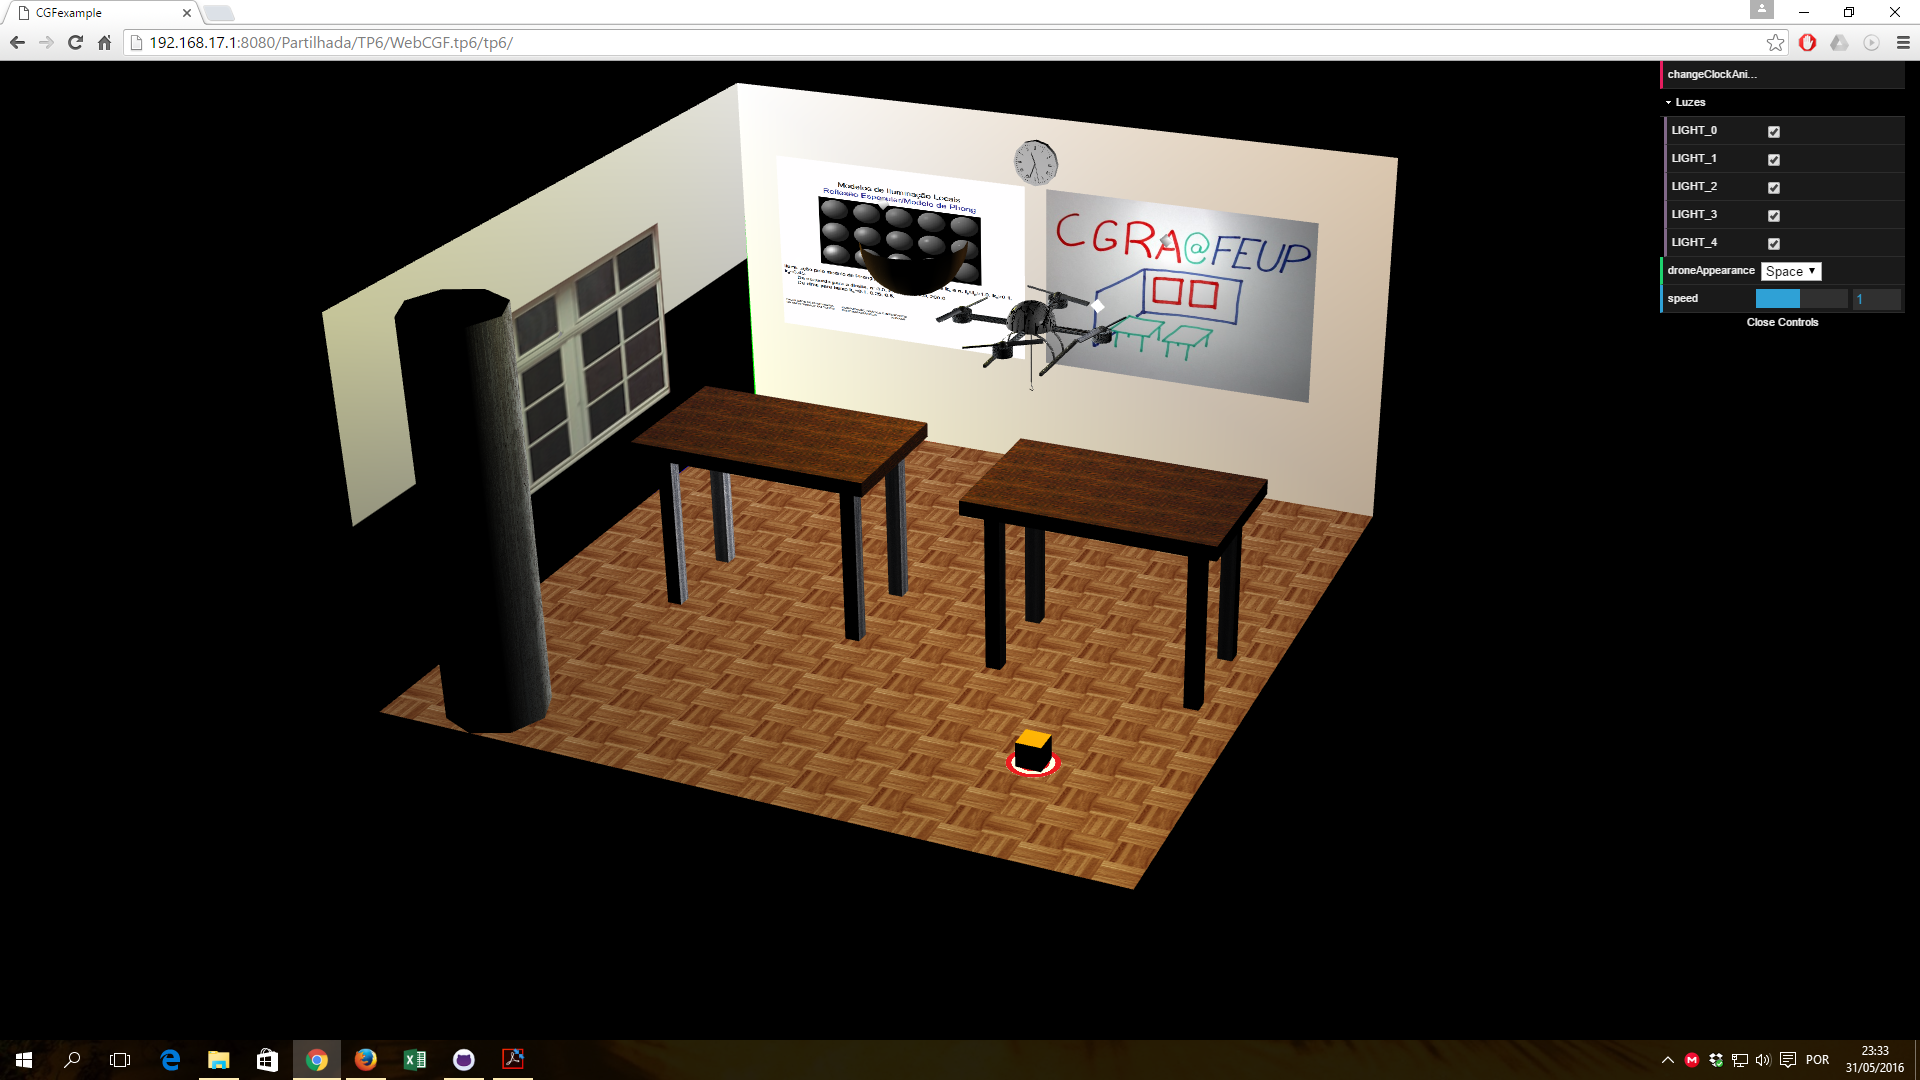 CGFexample
192.168.17.1:8080/Partilhada/TP6/WebCGF.tp6/tp6/
changeClockAni...
Luzes
LIGHT_0
LIGHT_1
LIGHT_2
LIGHT_3
LIGHT_4
droneAppearance Space
speed 1
Close Controls
Modelos de Iluminação Locais
Reflexão Especular/Modelo de Phong
CGRA@FEUP
POR
23:33
31/05/2016